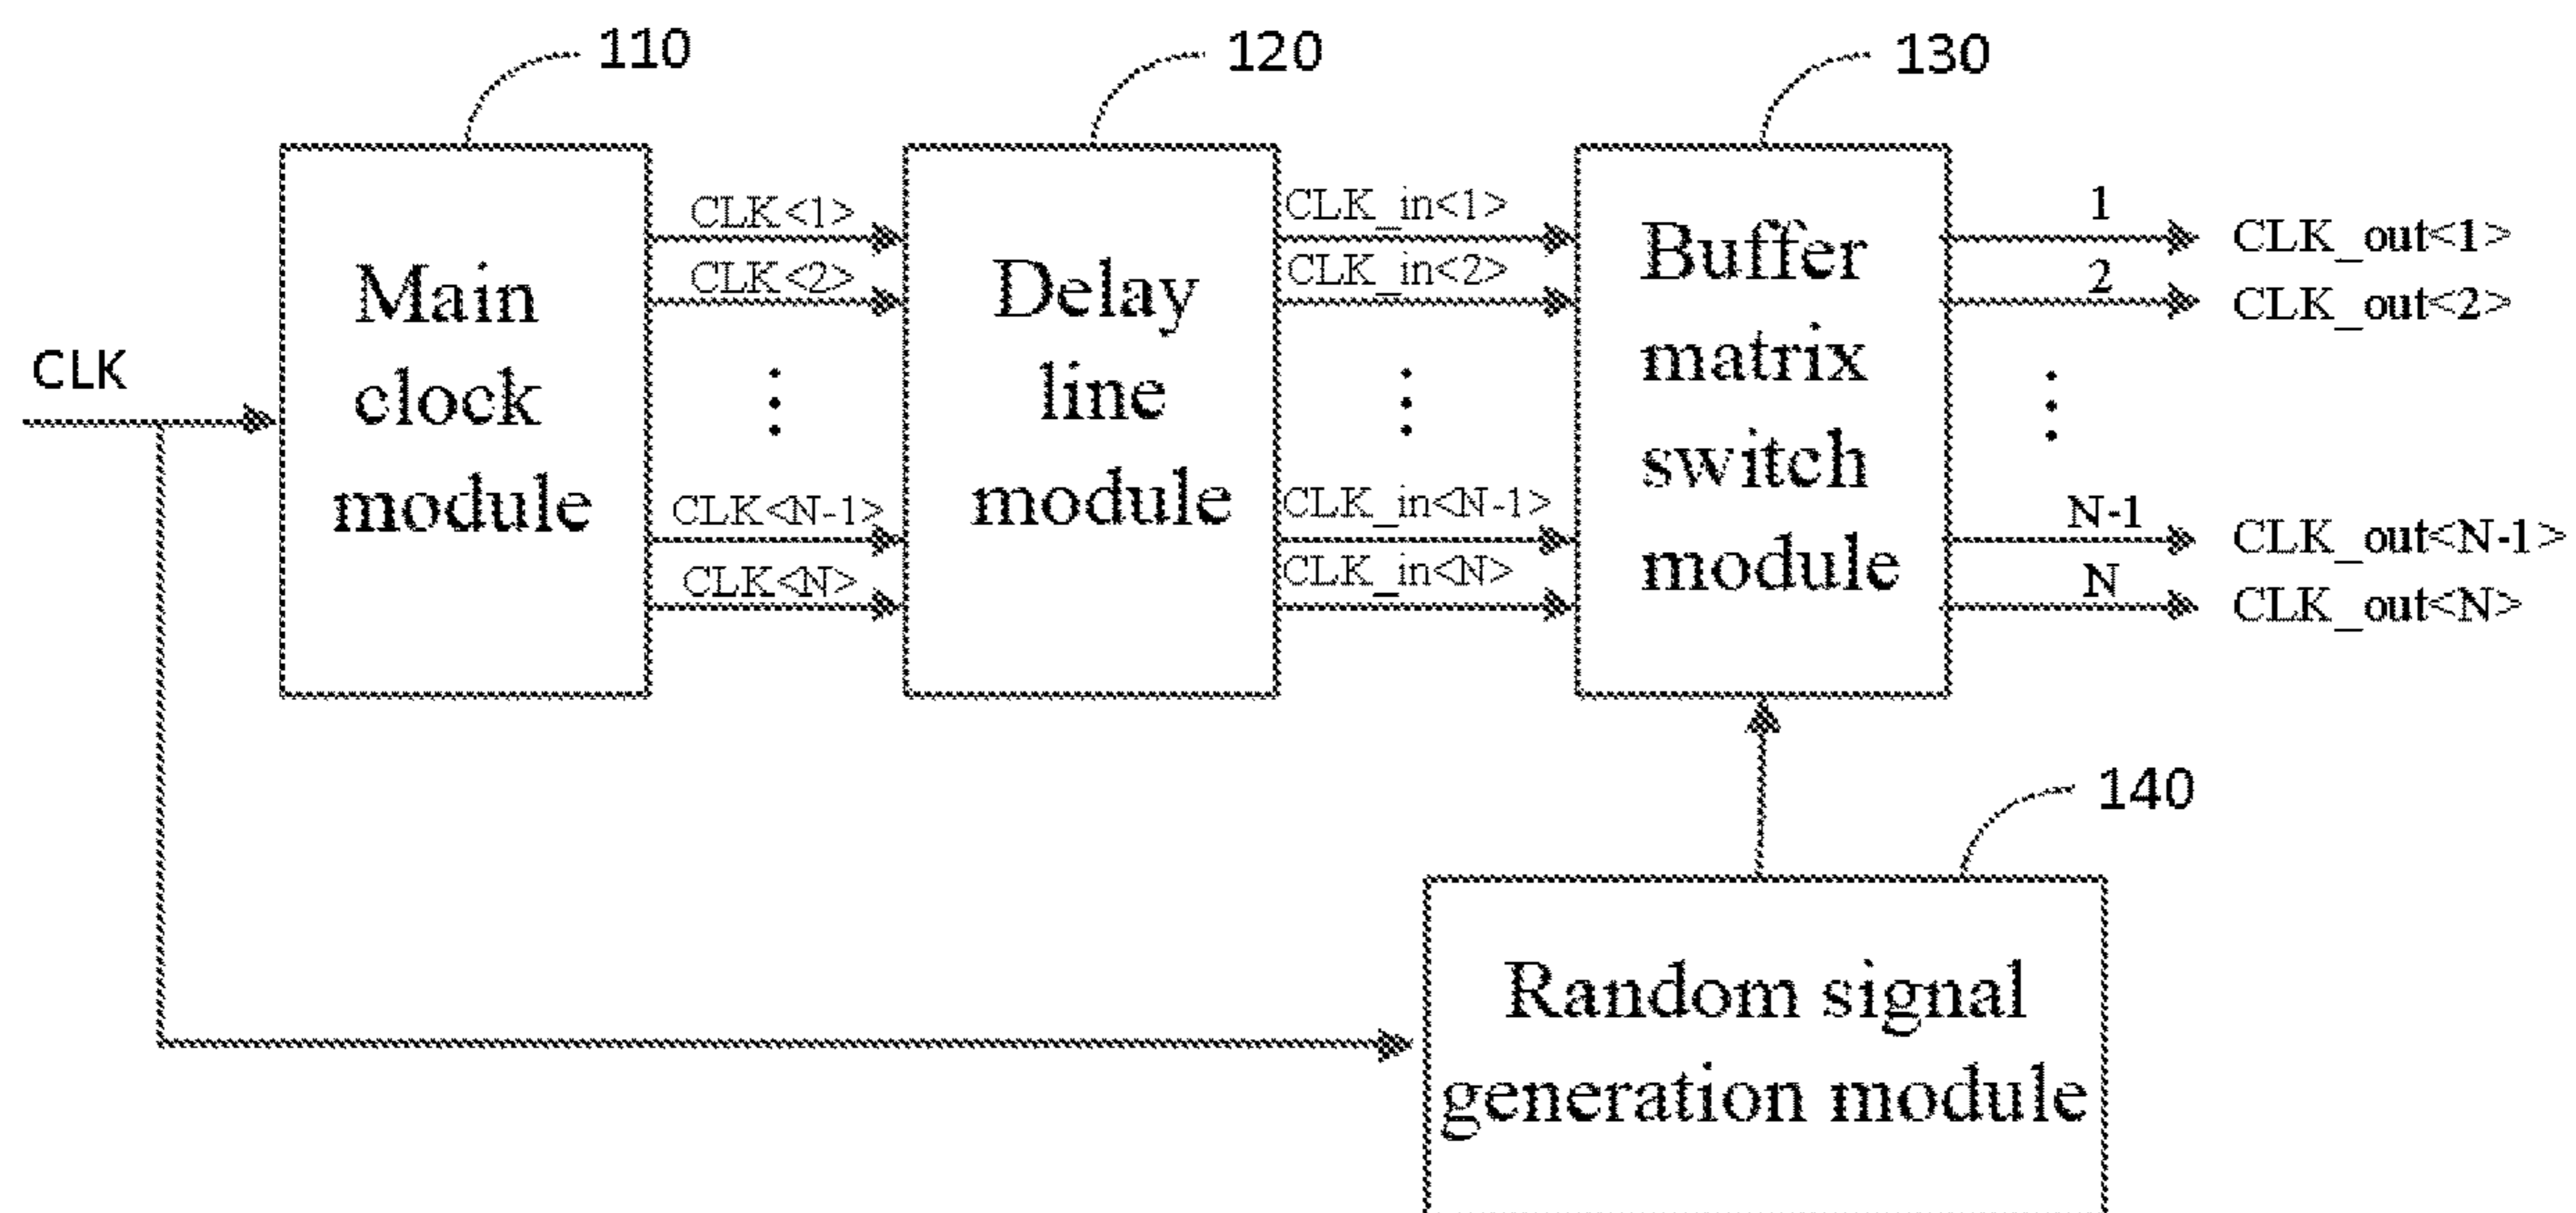 110
120
130
CLK
Main
clock
module
CLK<1>
CLK<2>
CLK<N-1>
CLK<N>
Delay
line
module
CLK_in<1>
CLK_in<2>
CLK_in<N-1>
CLK_in<N>
Buffer
matrix
switch
module
1
CLK_out<1>
2
CLK_out<2>
N-1
CLK_out<N-1>
N
CLK_out<N>
140
Random signal
generation module